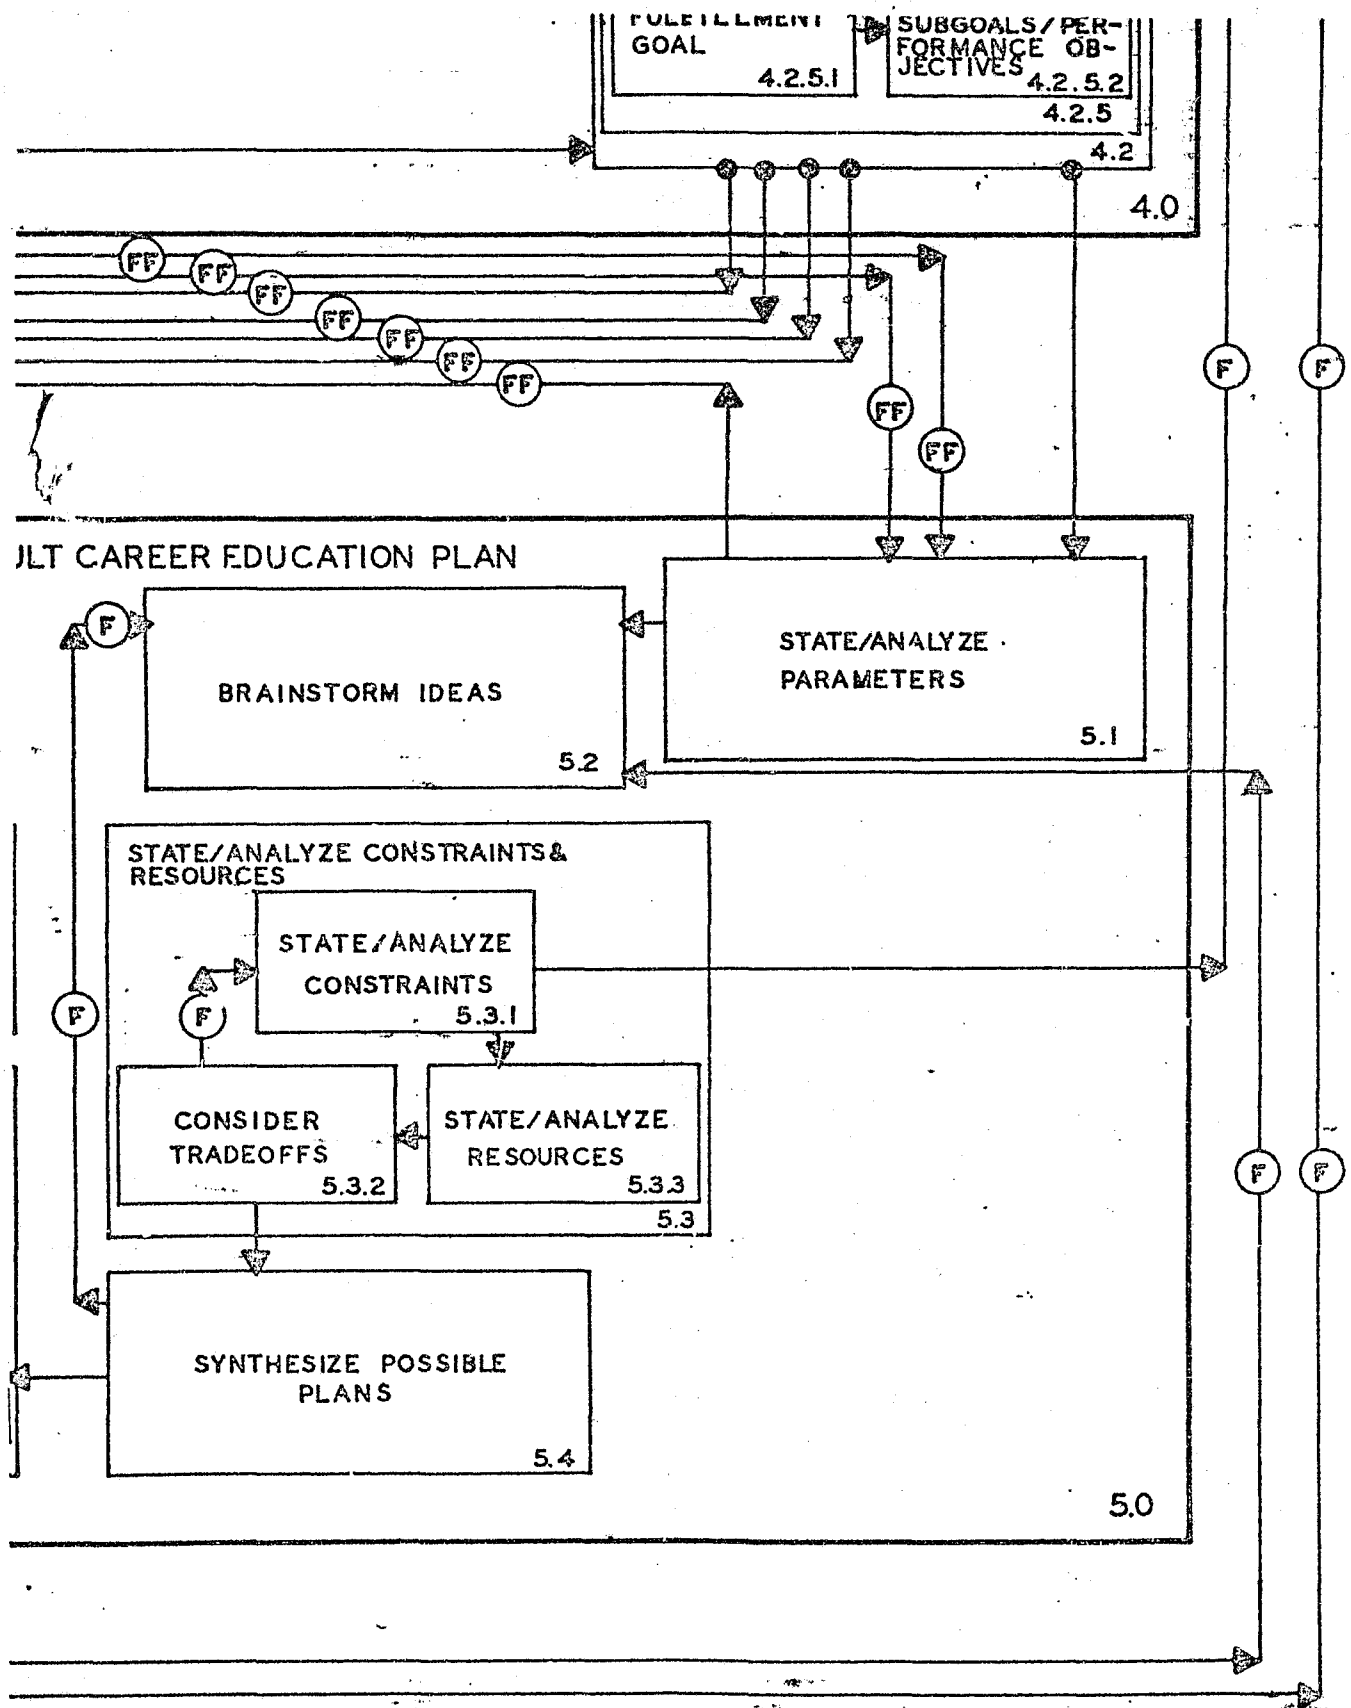 FULFILLMENT
GOAL
4.2.5.1
SUBGOALS/PER-
FORMANCE OB-
JECTIVES
4.2.5.2
4.2.5
4.2
4.0
FF
FF
FF
FF
FF
FF
FF
FF
FF
F
F
ULT CAREER EDUCATION PLAN
F
BRAINSTORM IDEAS
5.2
STATE/ANALYZE
PARAMETERS
5.1
STATE/ANALYZE CONSTRAINTS&
RESOURCES
STATE/ANALYZE
CONSTRAINTS
5.3.1
F
F
CONSIDER
TRADEOFFS
5.3.2
STATE/ANALYZE
RESOURCES
5.3.3
5.3
F
F
SYNTHESIZE POSSIBLE
PLANS
5.4
5.0